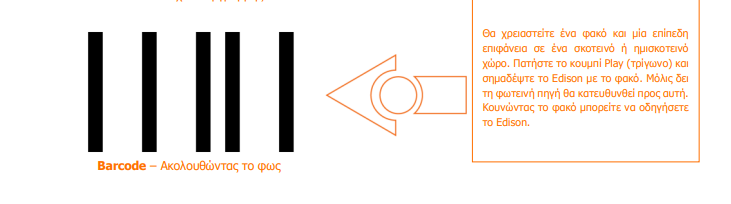 Θα χρειαστείτε ένα φακό και μία επίπεδη
επιφάνεια σε ένα σκοτεινό ή ημισκοτεινό
χώρο. Πατήστε το κουμπί Play (τρίγωνο) και
σημαδέψτε το Edison με το φακό. Μόλις δει
τη φωτεινή πηγή θα κατευθυνθεί προς αυτή.
Κουνώντας το φακό μπορείτε να οδηγήσετε
το Edison.
Barcode – Ακολουθώντας το φως